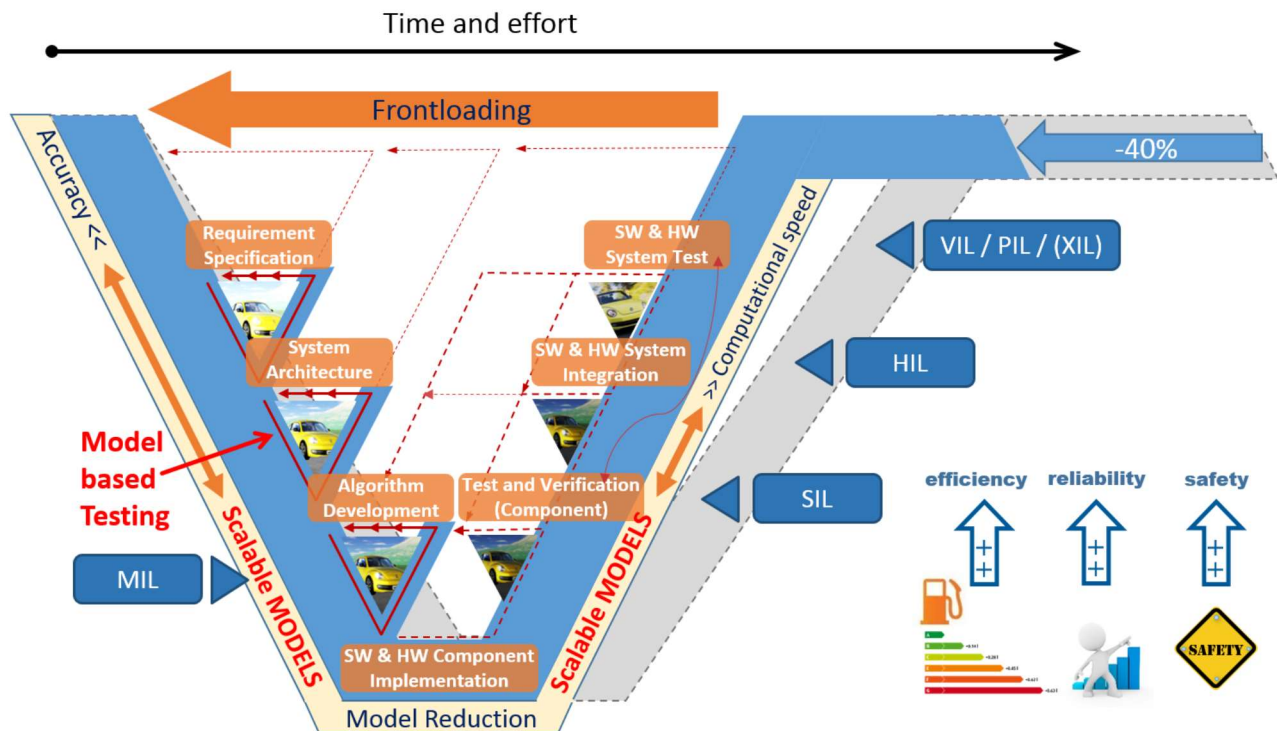 Time and effort
Frontloading
-40%
Accuracy <<
>> Computational speed
Requirement
Specification
SW & HW
System Test
VIL / PIL / (XIL)
System
Architecture
SW & HW System
Integration
HIL
Model
based
Testing
Algorithm
Development
Test and Verification
(Component)
SIL
efficiency
reliability
safety
MIL
Scalable MODELS
Scalable MODELS
++
++
++
SW & HW Component
Implementation
SAFETY
Model Reduction